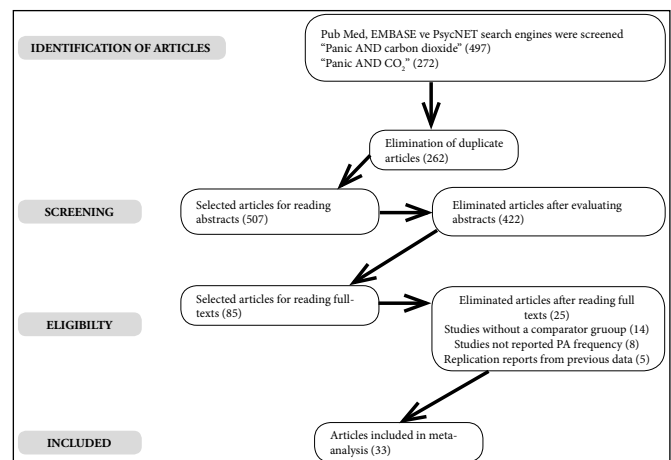 IDENTIFICATION OF ARTICLES
Pub Med, EMBASE ve PsycNET search engines were screened
“Panic AND carbon dioxide” (497)
“Panic AND CO₂” (272)
Elimination of duplicate
articles (262)
SCREENING
Selected articles for reading
abstracts (507)
Eliminated articles after evaluating
abstracts (422)
ELIGIBILTY
Selected articles for reading full-
texts (85)
Eliminated articles after reading full
texts (25)
Studies without a comparator gruoup (14)
Studies not reported PA frequency (8)
Replication reports from previous data (5)
INCLUDED
Articles included in meta-
analysis (33)